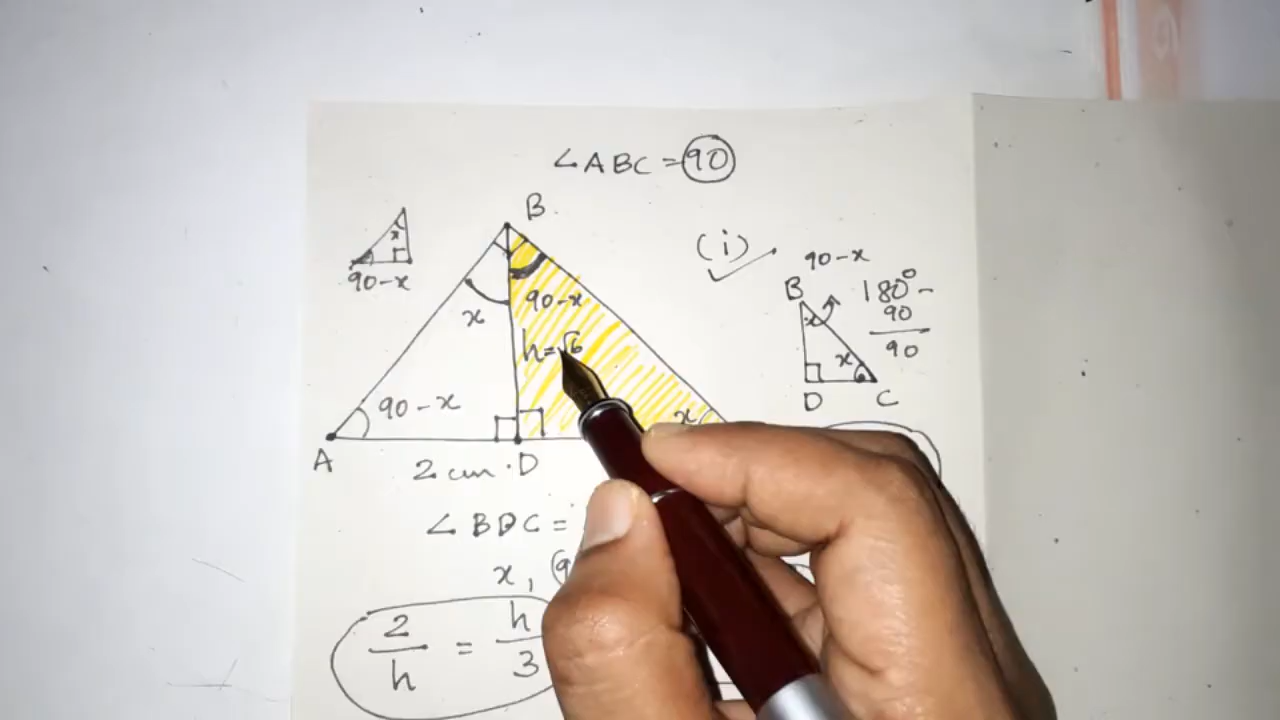 ∠ABC = 90
B
x
90-x
(i)
90-x
B
180° -
90
90
x
x
D
C
x
90-x
h=√6
90-x
x
A
2 cm
D
∠BDC =
x,
2/h = h/3